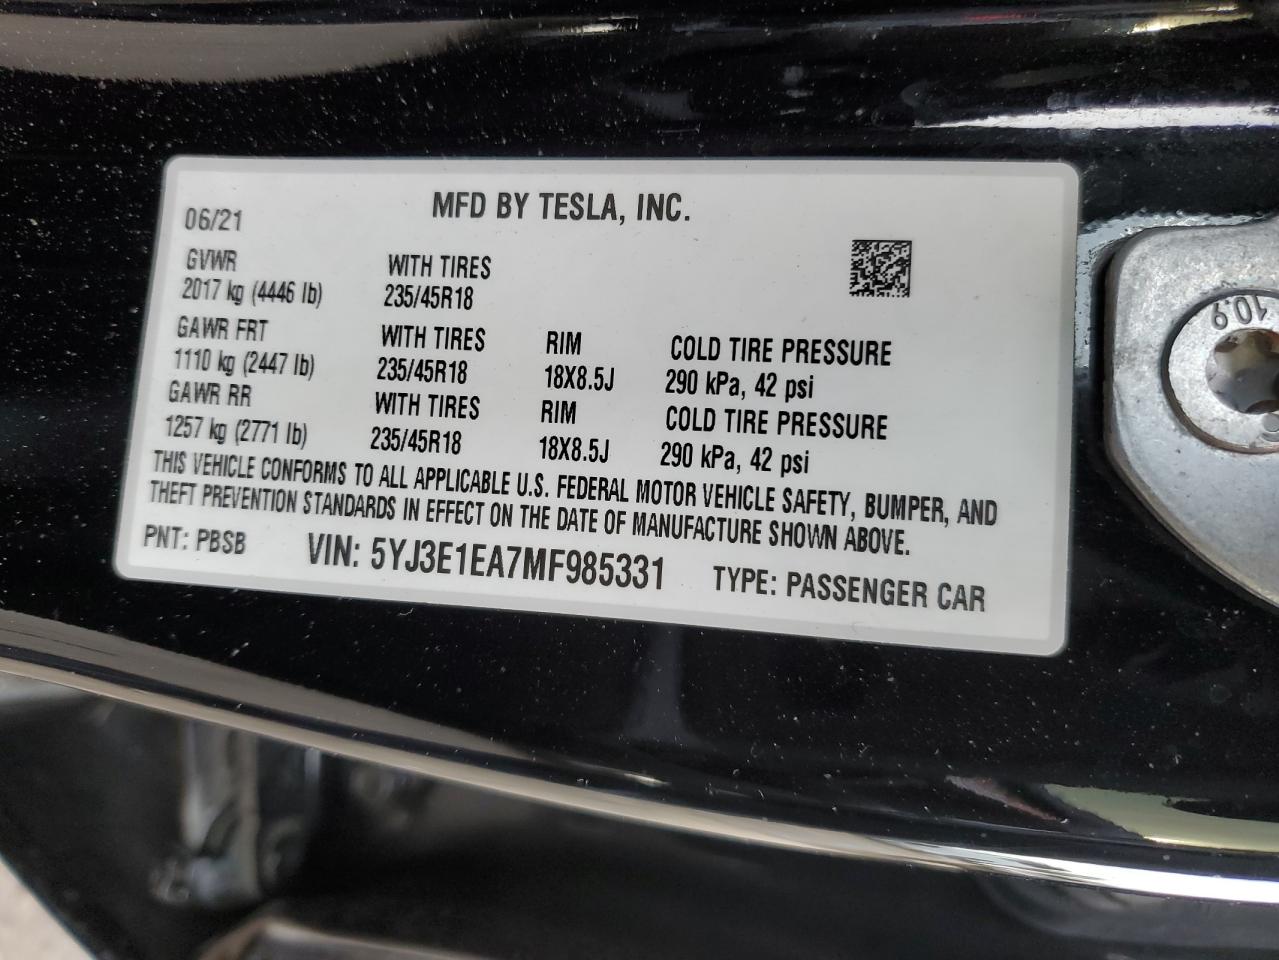 MFD BY TESLA, INC.
06/21
GVWR WITH TIRES
2017 kg (4446 lb) 235/45R18
GAWR FRT WITH TIRES RIM COLD TIRE PRESSURE
1110 kg (2447 lb) 235/45R18 18X8.5J 290 kPa, 42 psi
GAWR RR WITH TIRES RIM COLD TIRE PRESSURE
1257 kg (2771 lb) 235/45R18 18X8.5J 290 kPa, 42 psi
THIS VEHICLE CONFORMS TO ALL APPLICABLE U.S. FEDERAL MOTOR VEHICLE SAFETY, BUMPER, AND
THEFT PREVENTION STANDARDS IN EFFECT ON THE DATE OF MANUFACTURE SHOWN ABOVE.
PNT: PBSB VIN: 5YJ3E1EA7MF985331 TYPE: PASSENGER CAR
10.9